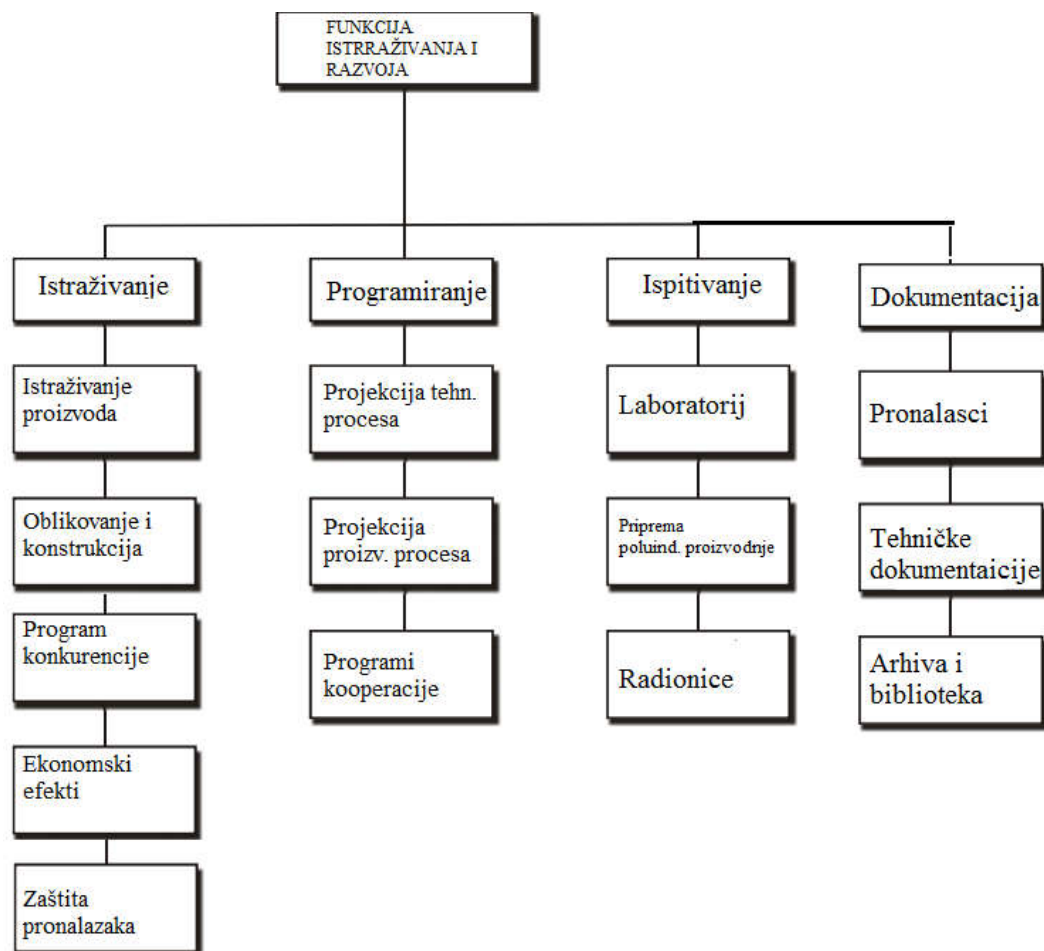 FUNKCIJA
ISTRRAŽIVANJA I
RAZVOJA
Istraživanje
Programiranje
Ispitivanje
Dokumentacija
Istraživanje
proizvoda
Projekcija tehn.
procesa
Laboratorij
Pronalasci
Oblikovanje i
konstrukcija
Projekcija
proizv. procesa
Priprema
poluind. proizvodnje
Tehničke
dokumentaicije
Program
konkurencije
Programi
kooperacije
Radionice
Arhiva i
biblioteka
Ekonomski
efekti
Zaštita
pronalazaka